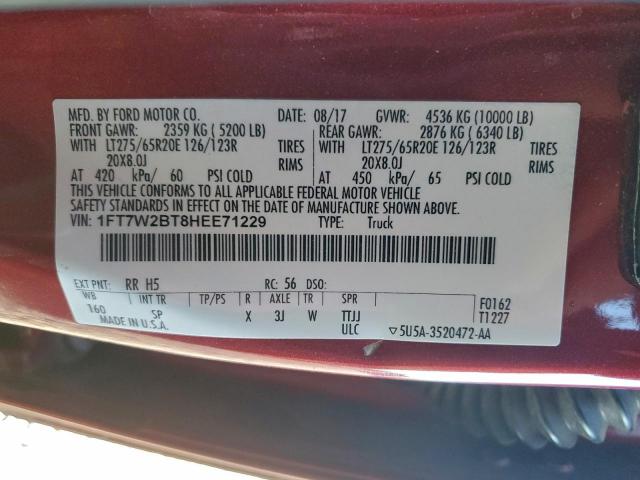 MFD. BY FORD MOTOR CO. DATE: 08/17 GVWR: 4536 KG (10000 LB)
FRONT GAWR: 2359 KG ( 5200 LB) REAR GAWR: 2876 KG ( 6340 LB)
WITH LT275/65R20E 126/123R TIRES WITH LT275/65R20E 126/123R TIRES
20X8.0J RIMS 20X8.0J RIMS
AT 420 kPa/ 60 PSI COLD AT 450 kPa/ 65 PSI COLD
THIS VEHICLE CONFORMS TO ALL APPLICABLE FEDERAL MOTOR VEHICLE
SAFETY STANDARDS IN EFFECT ON THE DATE OF MANUFACTURE SHOWN ABOVE.
VIN: 1FT7W2BT8HEE71229 TYPE: Truck
EXT PNT: RR H5 RC: 56 DSO:
WB INT TR TP/PS R AXLE TR SPR F0162
160 SP X 3J W TTJJ T1227
MADE IN U.S.A. ULC ▽5U5A-3520472-AA